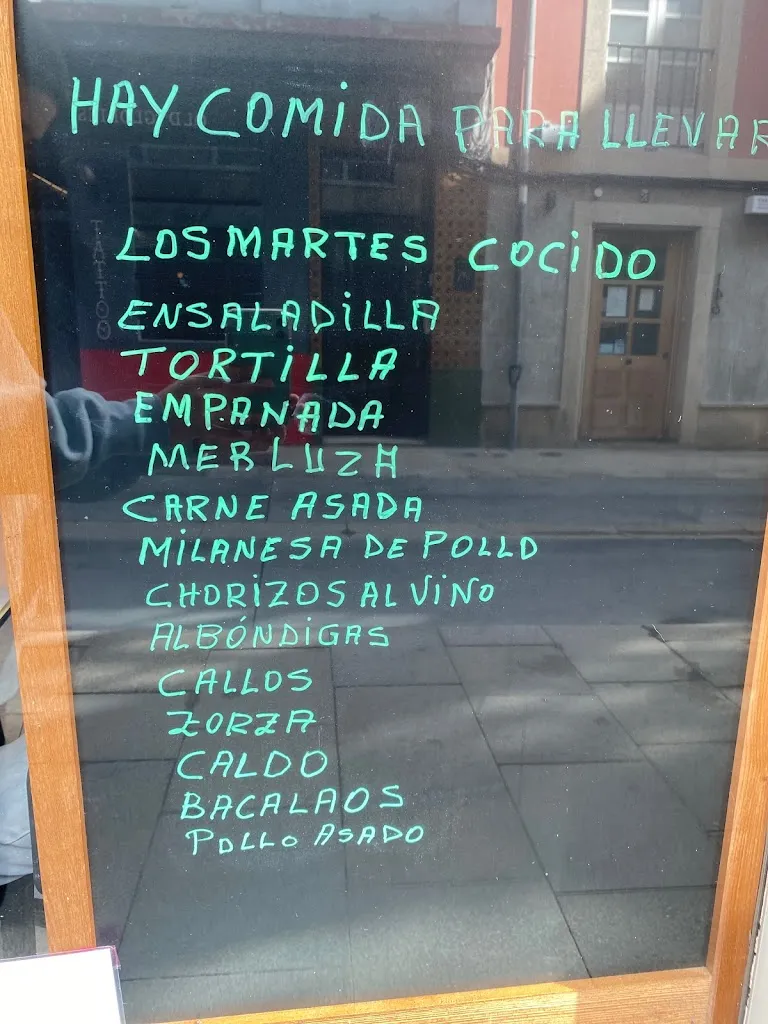 HAY COMIDA PARA LLEVAR
LOS MARTES COCIDO
ENSALADILLA
TORTILLA
EMPANADA
MERLUZA
CARNE ASADA
MILANESA DE POLLO
CHORIZOS AL VINO
ALBÓNDIGAS
CALLOS
ZORZA
CALDO
BACALAOS
POLLO ASADO